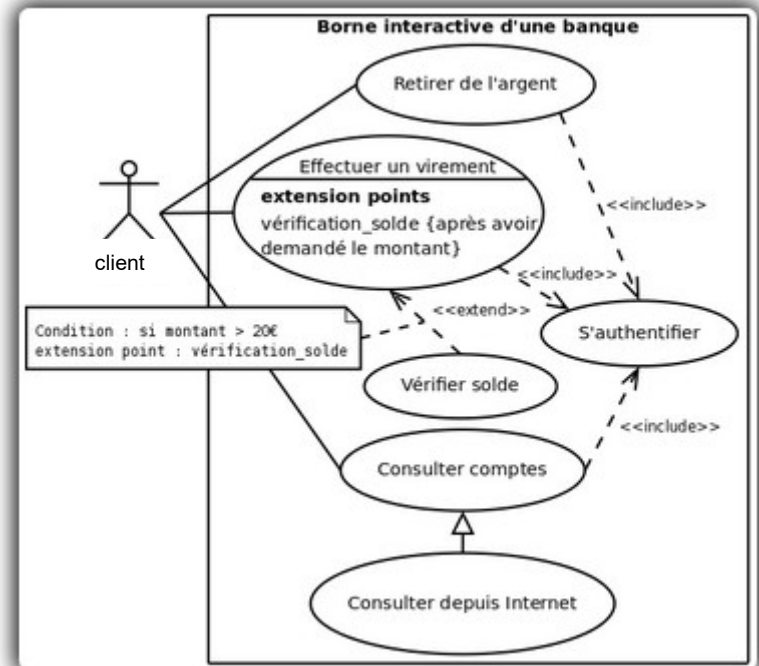 Borne interactive d'une banque
Retirer de l'argent
Effectuer un virement
extension points
vérification_solde {après avoir
demandé le montant}
<<include>>
client
<<include>>
<<extend>>
Condition : si montant > 20€
extension point : vérification_solde
S'authentifier
Vérifier solde
<<include>>
Consulter comptes
Consulter depuis Internet